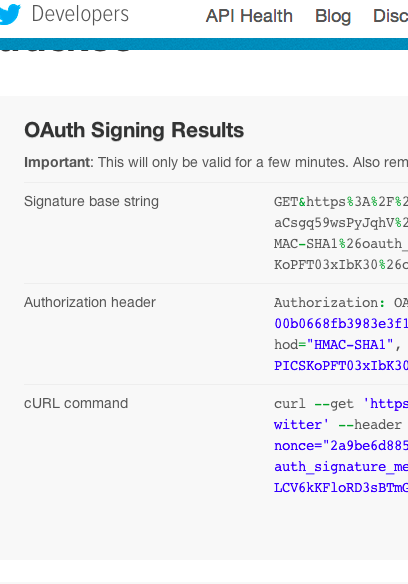 Developers
API Health Blog Disc
OAuth Signing Results
Important: This will only be valid for a few minutes. Also rem
Signature base string
GET&https%3A%2F%2
aCsgq59wsPyJqhV%2
MAC-SHA1%26oauth_
KoPFT03xIbK30%26o
Authorization header
Authorization: OA
00b0668fb3983e3f1
hod="HMAC-SHA1",
PICSKoPFT03xIbK30
cURL command
curl --get 'https
witter' --header
nonce="2a9be6d885
auth_signature_me
LCV6kKFloRD3sBTmG